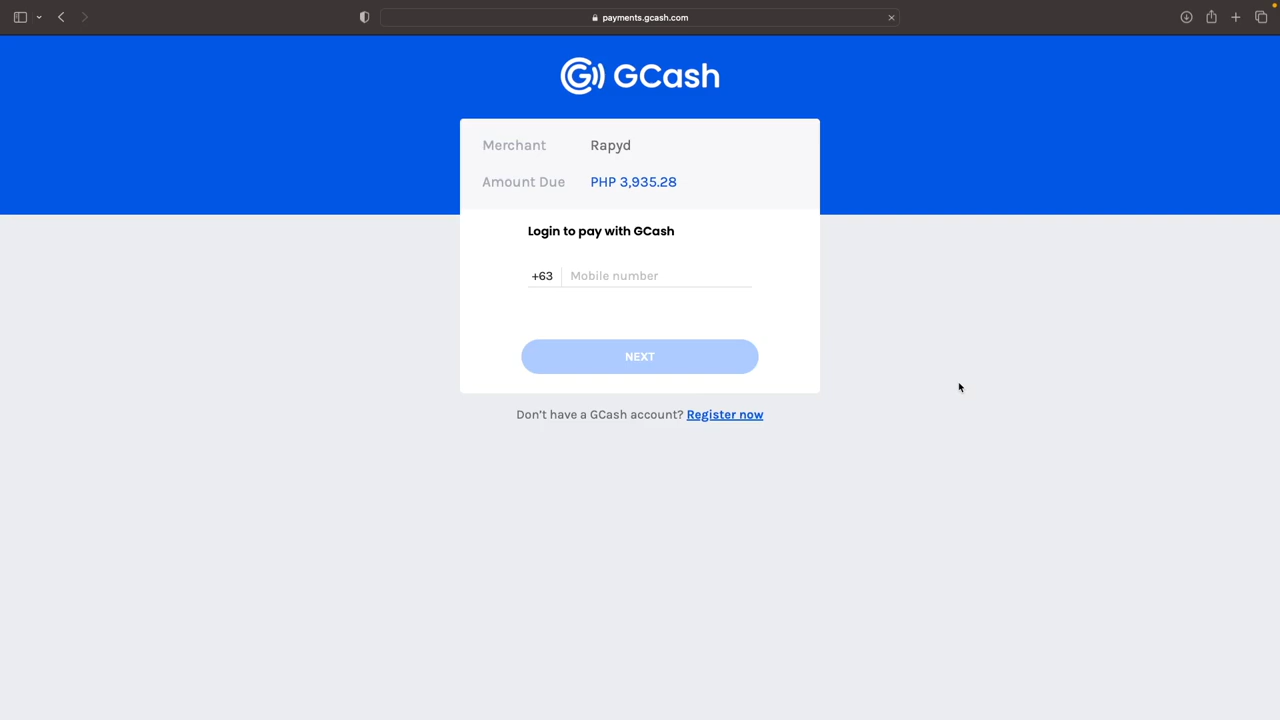 payments.gcash.com
GCash
Merchant Rapyd
Amount Due PHP 3,935.28
Login to pay with GCash
+63 Mobile number
NEXT
Don't have a GCash account? Register now